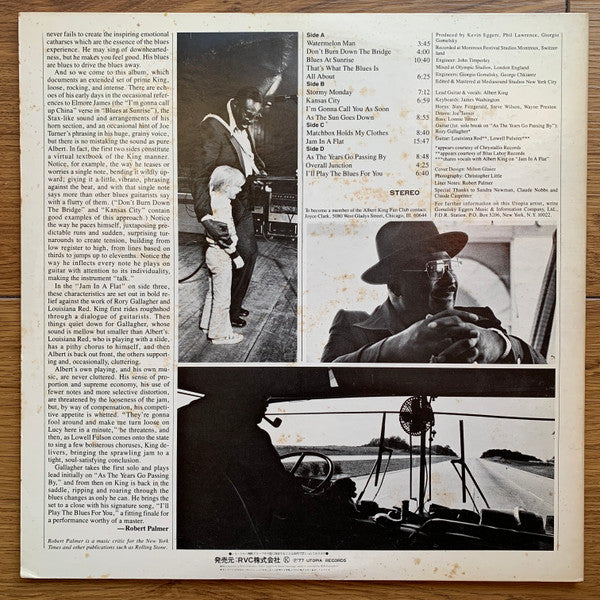 never fails to create the inspiring emotional
catharses which are the essence of the blues
experience. He may sing of disheartened-
ness, but he makes you feel good. His blues
are blues to drive the blues away.
And so we come to this album, which
documents an extended set of prime King,
loose, rocking, and intense. There are ech-
oes of his early days in the occasional refer-
ences to Elmore James (the "I'm gonna call
up China" verse in "Blues at Sunrise"), the
Stax-like sound and arrangements of his
horn section, and an occasional hint of Joe
Turner's phrasing in his huge, grainy voice,
but there is no mistaking the sound as pure
Albert. In fact, the first two sides constitute
a virtual textbook of the King manner.
Notice, for example, the way he teases or
worries a single note, bending it wildly up-
ward; giving it a little, vibrato, phrasing
against the beat, and with that single note
says more than other blues guitarists say
with a flurry of them. ("Don't Burn Down
The Bridge" and "Kansas City" contain
good examples of this approach.) Notice
the way he paces himself, juxtaposing pre-
dictable runs and sudden, surprising turn-
arounds to create tension, building from
low register to high, from lines based on
thirds to jumps up to elevenths. Notice the
way he inflects every note he plays on
guitar with attention to its individuality,
making the instrument "talk."
In the "Jam In A Flat" on side three,
these characteristics are set out in bold re-
lief against the work of Rory Gallagher and
Louisiana Red. King first rides roughshod
through a dialogue of guitarists. Then
things quiet down for Gallagher, whose
sound is mellow but smaller than Albert's.
Louisiana Red, who is playing with a slide,
has a pithy chorus to himself, and then
Albert is back out front, the others support-
ing and, occasionally, cluttering.
Albert's own playing, and his own mu-
sic, are never cluttered. His sense of pro-
portion and supreme economy, his use of
fewer notes and more selective distortion,
are threatened by the looseness of the jam,
but, by way of compensation, his competi-
tive appetite is whetted. "They're gonna
fool around and make me turn loose on
Lucy here in a minute," he threatens, and
then, as Lowell Fulson comes onto the state
to sing a few boisterous choruses, King de-
livers, bringing the sprawling jam to a
tight, soul-satisfying conclusion.
Gallagher takes the first solo and plays
lead initially on "As The Years Go Passing
By," and from then on King is back in the
saddle, ripping and roaring through the
blues changes as only he can. He brings the
set to a close with his signature song, "I'll
Play The Blues For You," a fitting finale for
a performance worthy of a master.
—Robert Palmer
Robert Palmer is a music critic for the New York
Times and other publications such as Rolling Stone.
Side A
Watermelon Man 3:45
Don't Burn Down The Bridge 4:00
Blues At Sunrise 10:40
That's What The Blues Is
All About 6:25
Side B
Stormy Monday 7:14
Kansas City 6:59
I'm Gonna Call You As Soon
As The Sun Goes Down 6:55
Side C
Matchbox Holds My Clothes 7:40
Jam In A Flat 15:47
Side D
As The Years Go Passing By 8:48
Overall Junction 4:25
I'll Play The Blues For You 6:40
STEREO
To become a member of the Albert King Fan Club contact:
Joyce Clark, 5080 West Gladys Street, Chicago, Ill. 60644
Produced by Kevin Eggers, Phil Lawrence, Giorgio
Gomelsky
Recorded at Montreux Festival Studios Montreux, Switzer
land
Engineer: John Timperley
Mixed at Olympic Studios, London England
Engineers: Giorgio Gomelsky, George Chkiantz
Edited & Mastered at Mediasound Studios New York City
Lead Guitar & vocals: Albert King
Keyboards: James Washington
Horns: Nate Fitzgerald, Steve Wilson, Wayne Preston
Drums: Joe Turner
Bass: Lonnie Turner
Guitar (1st. solo break on "As The Years Go Passing By"):
Rory Gallagher*
Guitar: Louisiana Red**, Lowell Fulsion***
*appears courtesy of Chrysalis Records
**appears courtesy of Blue Labor Records
***shares vocals with Albert King on "Jam In A Flat"
Cover Design: Milton Glaser
Photography: Christopher Little
Liner Notes: Robert Palmer
Special Thanks to Sandra Newman, Claude Nobbs and
Claude Carpenter
For further information on this Utopia artist, write
Gomelsky Eggers Music & Information Company, Ltd.,
P.O.R. Station, P.O. Box 5206, New York, N.Y. 10022.
発売元:RVC株式会社 Ⓚ ℗'77 UTOPIA RECORDS